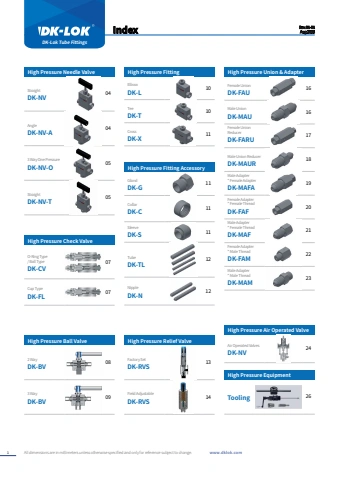 DK-LOK®
DK-Lok Tube Fittings
Index
High Pressure Needle Valve
Straight
DK-NV
04
Angle
DK-NV-A
04
DK-NV-O
05
Straight
DK-NV-T
05
High Pressure Check Valve
O-Ring Type
/ Ball Type
DK-CV
07
Cap Type
DK-FL
07
High Pressure Ball Valve
2 Way
DK-BV
08
3 Way
DK-BV
09
High Pressure Fitting
Elbow
DK-L
10
Tee
DK-T
10
Cross
DK-X
11
High Pressure Fitting Accessory
Gland
DK-G
11
Collar
DK-C
11
Sleeve
DK-S
11
Tube
DK-TL
12
Nipple
DK-N
12
High Pressure Relief Valve
Factory Set
DK-RVS
13
Field Adjustable
DK-RVS
14
High Pressure Union & Adapter
Female Union
DK-FAU
16
Male Union
DK-MAU
16
Female Union
Reducer
DK-FARU
17
Male Union Reducer
DK-MAUR
18
Male Adapter
* Female Adapter
DK-MAFA
19
Female Adapter
* Female Thread
DK-FAF
20
Male Adapter
* Female Thread
DK-MAF
21
Female Adapter
* Male Thread
DK-FAM
22
Male Adapter
* Male Thread
DK-MAM
23
High Pressure Air Operated Valve
Air Operated Valves
DK-NV
24
High Pressure Equipment
Tooling
26
All dimensions are in millimeters unless otherwise specified and only for reference subject to change.
www.dklok.com